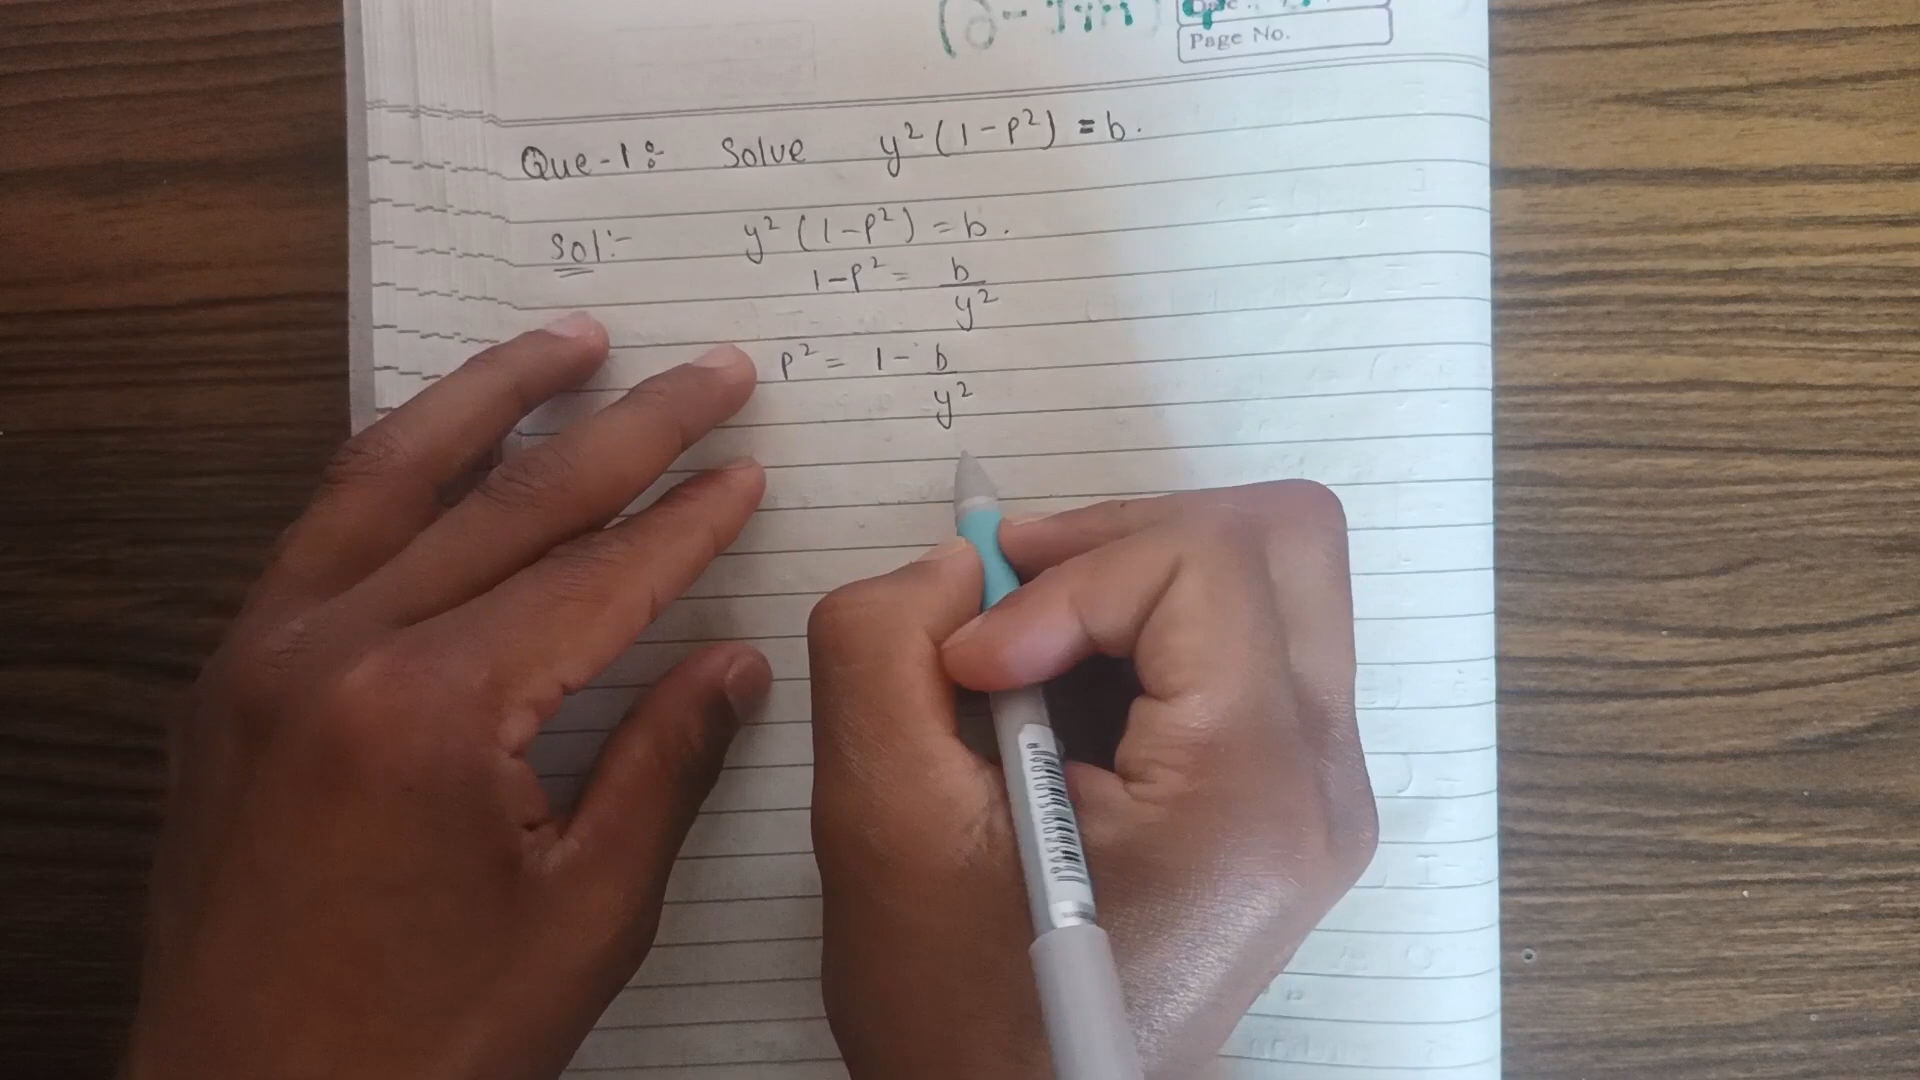 Page No.
Que-1:- Solve y²(1-p²) = b.
Sol:- y²(1-p²) = b.
1-p² = b/y²
p² = 1 - b/y²